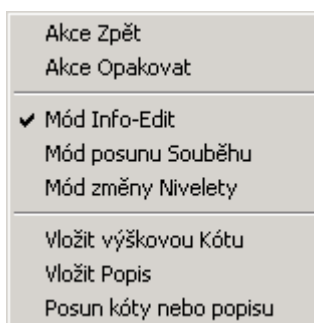 Akce Zpět
Akce Opakovat
Mód Info-Edit
Mód posunu Souběhu
Mód změny Nivelety
Vložit výškovou Kótu
Vložit Popis
Posun kóty nebo popisu